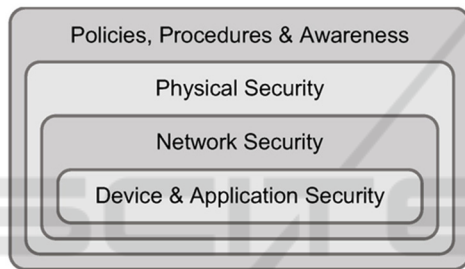 Policies, Procedures & Awareness
Physical Security
Network Security
Device & Application Security